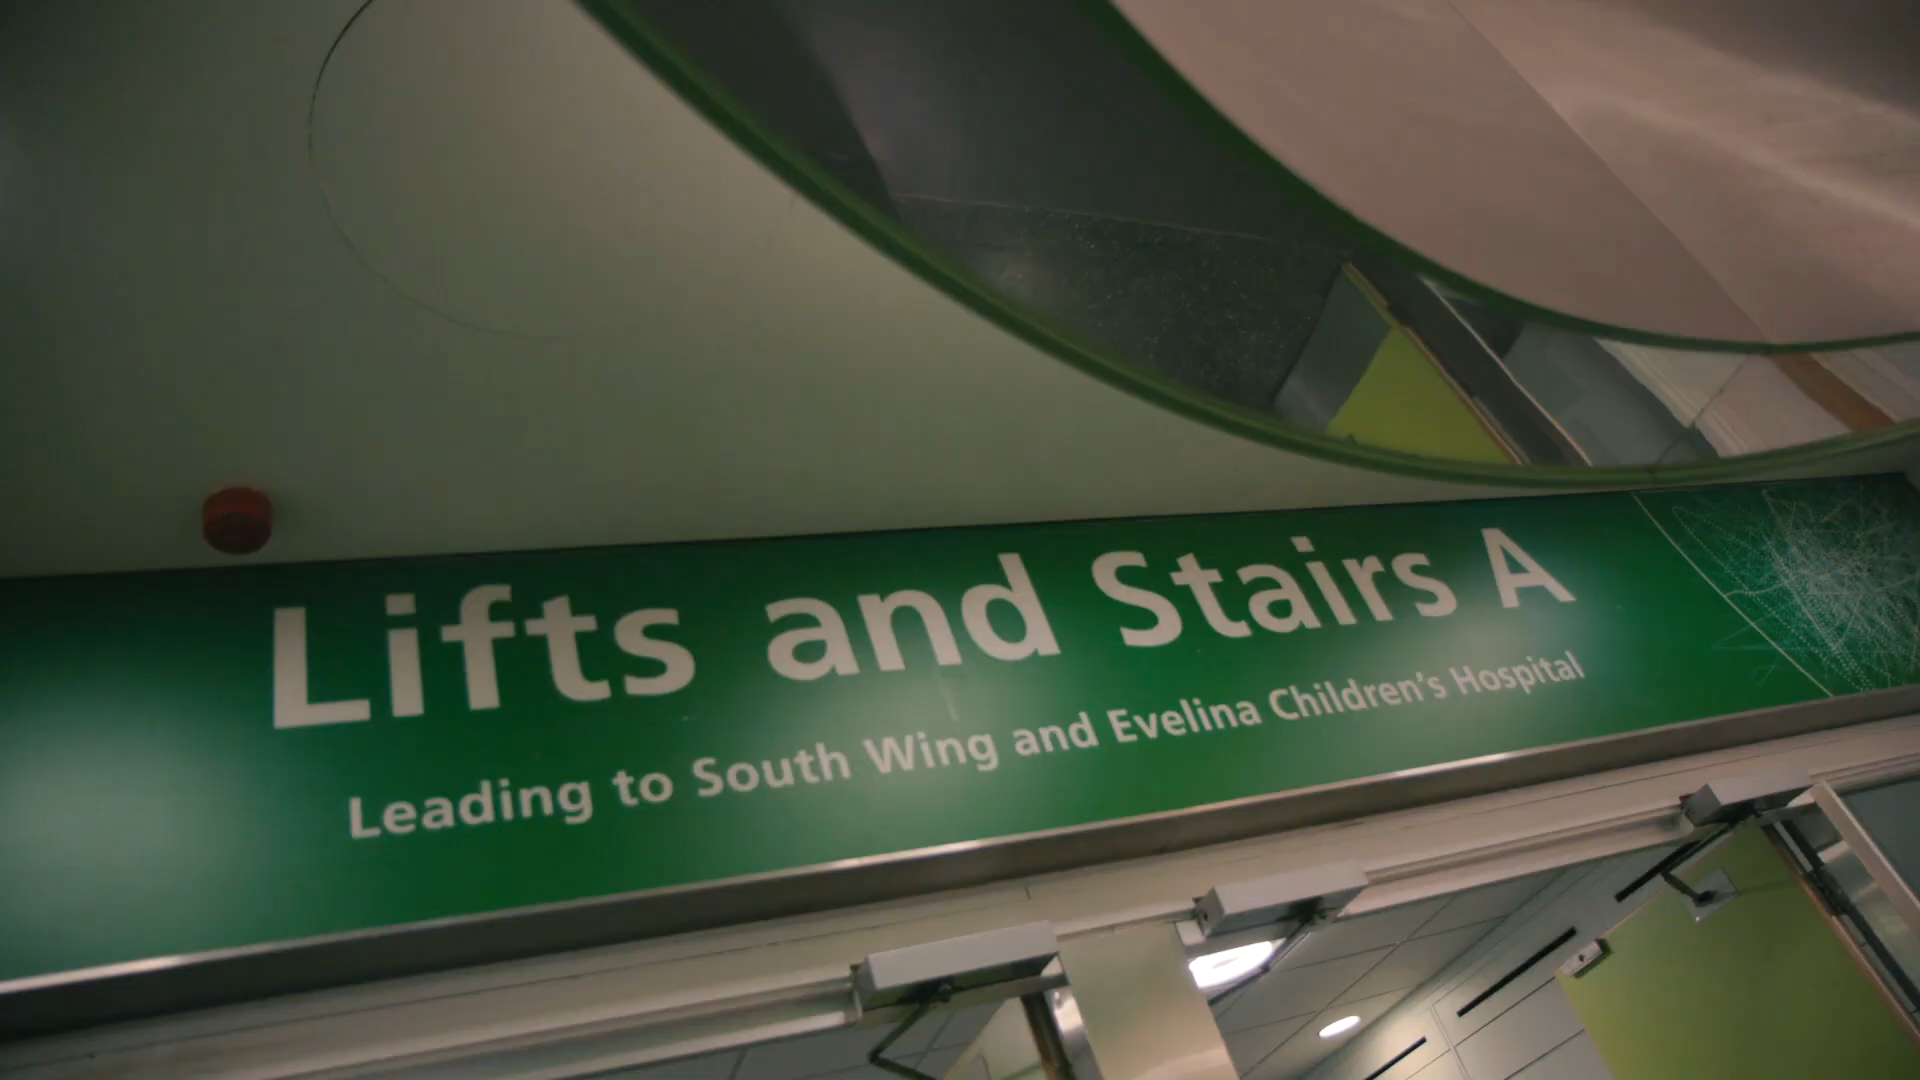 Lifts and Stairs A
Leading to South Wing and Evelina Children's Hospital